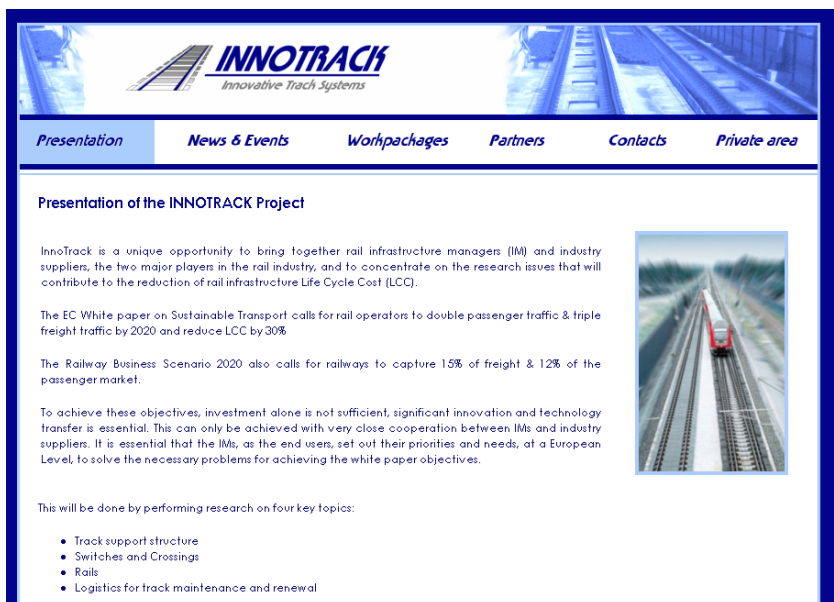 INNOTRACK
Innovative Track Systems
Presentation News & Events Workpackages Partners Contacts Private area
Presentation of the INNOTRACK Project
InnoTrack is a unique opportunity to bring together rail infrastructure managers (IM) and industry
suppliers, the two major players in the rail industry, and to concentrate on the research issues that will
contribute to the reduction of rail infrastructure Life Cycle Cost (LCC).
The EC White paper on Sustainable Transport calls for rail operators to double passenger traffic & triple
freight traffic by 2020 and reduce LCC by 30%
The Railway Business Scenario 2020 also calls for railways to capture 15% of freight & 12% of the
passenger market.
To achieve these objectives, investment alone is not sufficient, significant innovation and technology
transfer is essential. This can only be achieved with very close cooperation between IMs and industry
suppliers. It is essential that the IMs, as the end users, set out their priorities and needs, at a European
Level, to solve the necessary problems for achieving the white paper objectives.
This will be done by performing research on four key topics:
• Track support structure
• Switches and Crossings
• Rails
• Logistics for track maintenance and renewal